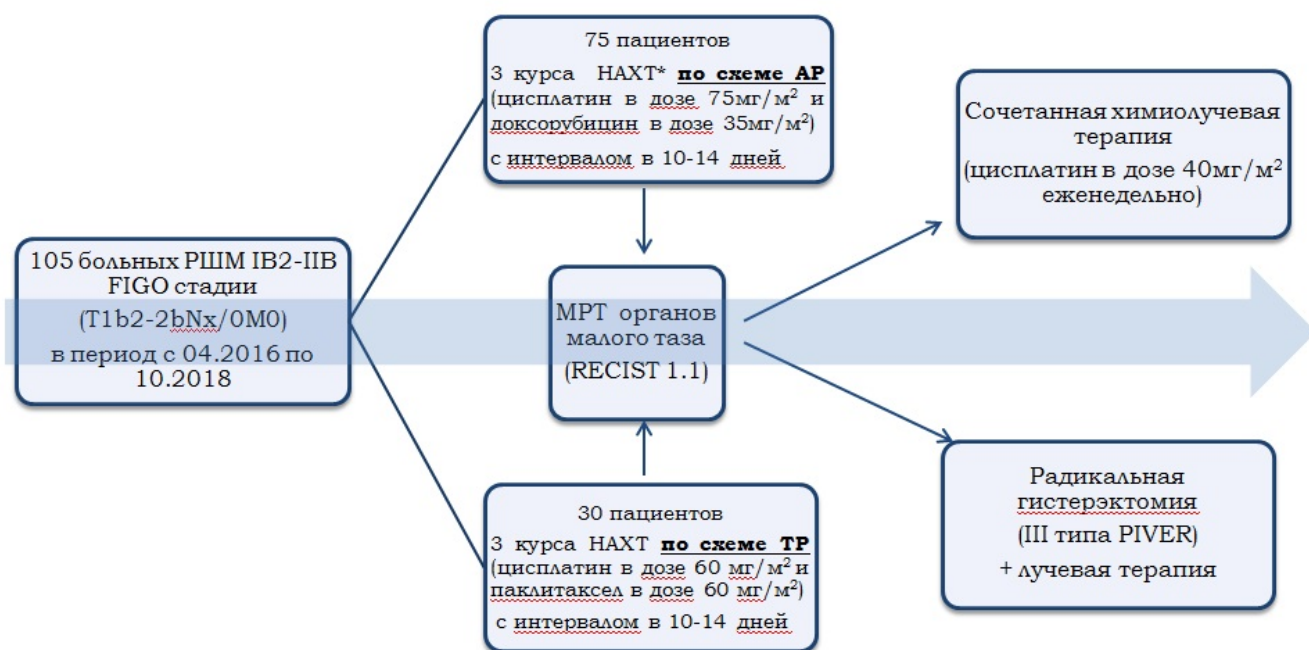 105 больных РШМ IB2-IIB
FIGO стадии
(T1b2-2bNx/0M0)
в период с 04.2016 по
10.2018
75 пациентов
3 курса НАХТ* по схеме АР
(цисплатин в дозе 75мг/м² и
доксорубицин в дозе 35мг/м²)
с интервалом в 10-14 дней
МРТ органов
малого таза
(RECIST 1.1)
30 пациентов
3 курса НАХТ по схеме ТР
(цисплатин в дозе 60 мг/м² и
паклитаксел в дозе 60 мг/м²)
с интервалом в 10-14 дней
Сочетанная химиолучевая
терапия
(цисплатин в дозе 40мг/м²
еженедельно)
Радикальная
гистерэктомия
(III типа PIVER)
+ лучевая терапия